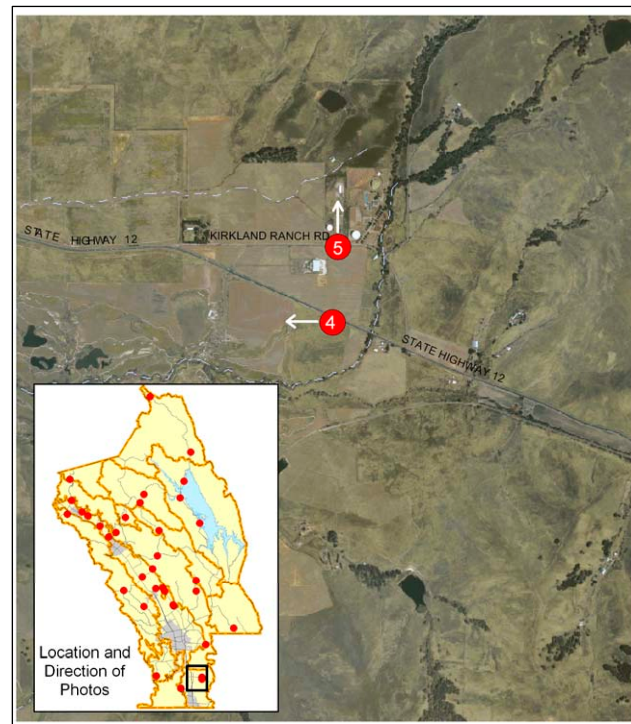 STATE HIGHWAY 12
KIRKLAND RANCH RD
5
4
STATE HIGHWAY 12
Location and
Direction of
Photos